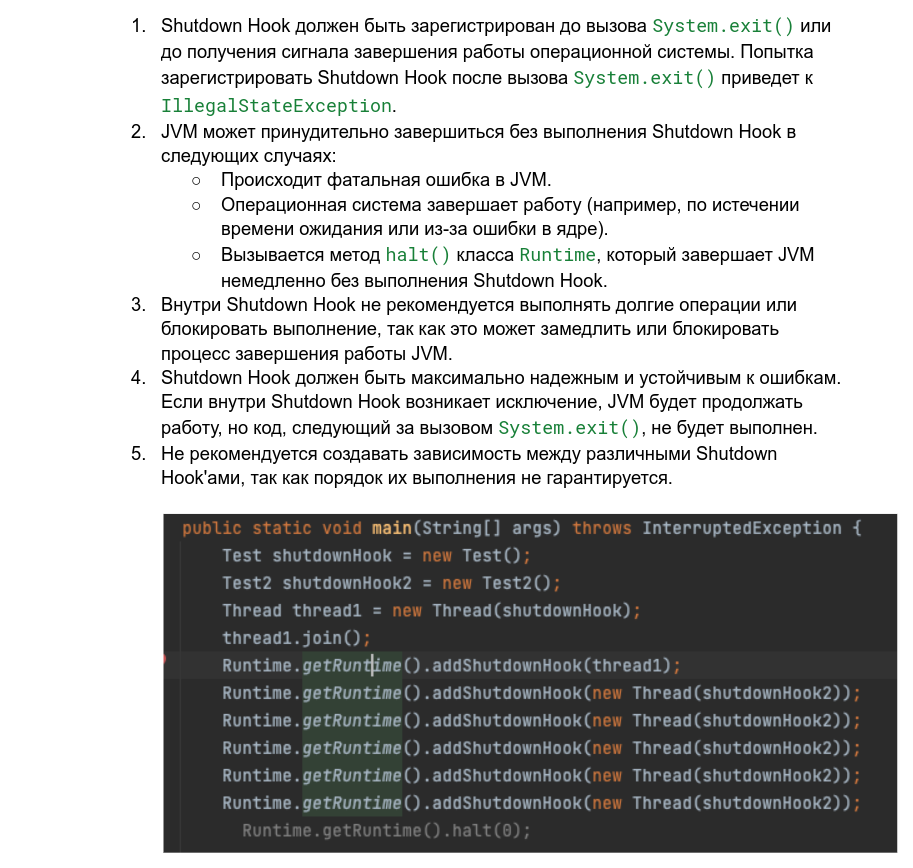 1. Shutdown Hook должен быть зарегистрирован до вызова System.exit() или
до получения сигнала завершения работы операционной системы. Попытка
зарегистрировать Shutdown Hook после вызова System.exit() приведет к
IllegalStateException.
2. JVM может принудительно завершиться без выполнения Shutdown Hook в
следующих случаях:
○ Происходит фатальная ошибка в JVM.
○ Операционная система завершает работу (например, по истечении
времени ожидания или из-за ошибки в ядре).
○ Вызывается метод halt() класса Runtime, который завершает JVM
немедленно без выполнения Shutdown Hook.
3. Внутри Shutdown Hook не рекомендуется выполнять долгие операции или
блокировать выполнение, так как это может замедлить или блокировать
процесс завершения работы JVM.
4. Shutdown Hook должен быть максимально надежным и устойчивым к ошибкам.
Если внутри Shutdown Hook возникает исключение, JVM будет продолжать
работу, но код, следующий за вызовом System.exit(), не будет выполнен.
5. Не рекомендуется создавать зависимость между различными Shutdown
Hook'ами, так как порядок их выполнения не гарантируется.
public static void main(String[] args) throws InterruptedException {
Test shutdownHook = new Test();
Test2 shutdownHook2 = new Test2();
Thread thread1 = new Thread(shutdownHook);
thread1.join();
Runtime.getRuntime().addShutdownHook(thread1);
Runtime.getRuntime().addShutdownHook(new Thread(shutdownHook2));
Runtime.getRuntime().addShutdownHook(new Thread(shutdownHook2));
Runtime.getRuntime().addShutdownHook(new Thread(shutdownHook2));
Runtime.getRuntime().addShutdownHook(new Thread(shutdownHook2));
Runtime.getRuntime().addShutdownHook(new Thread(shutdownHook2));
Runtime.getRuntime().halt(0);